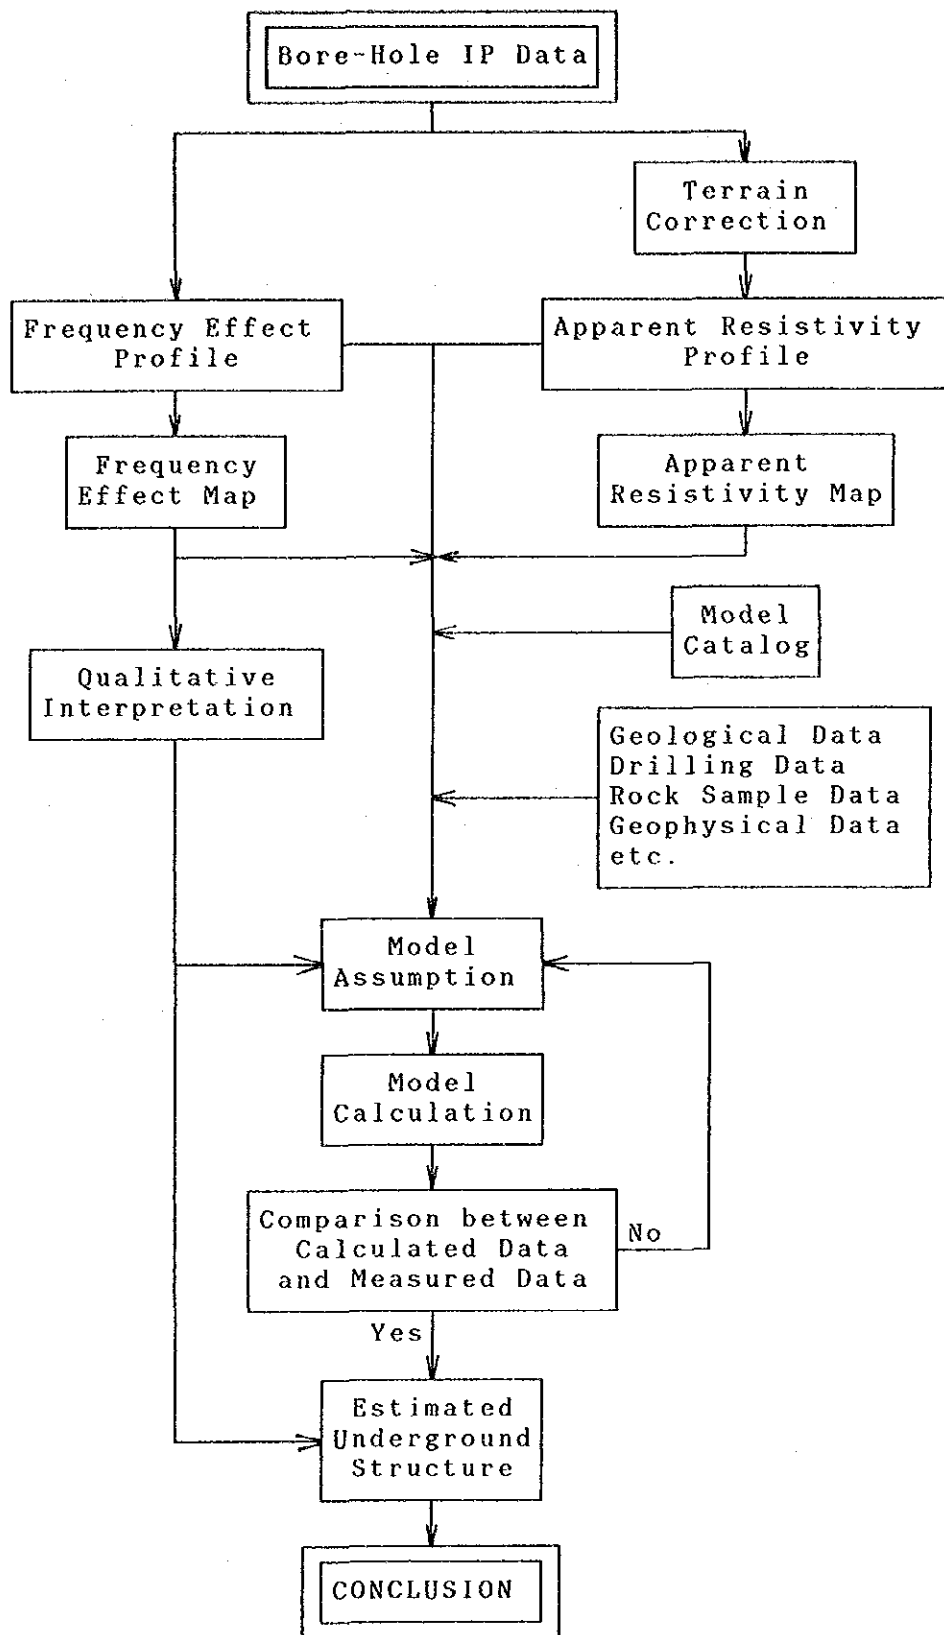 Bore-Hole IP Data
Terrain
Correction
Frequency Effect
Profile
Apparent Resistivity
Profile
Frequency
Effect Map
Apparent
Resistivity Map
Model
Catalog
Qualitative
Interpretation
Geological Data
Drilling Data
Rock Sample Data
Geophysical Data
etc.
Model
Assumption
Model
Calculation
Comparison between
Calculated Data
and Measured Data
No
Yes
Estimated
Underground
Structure
CONCLUSION